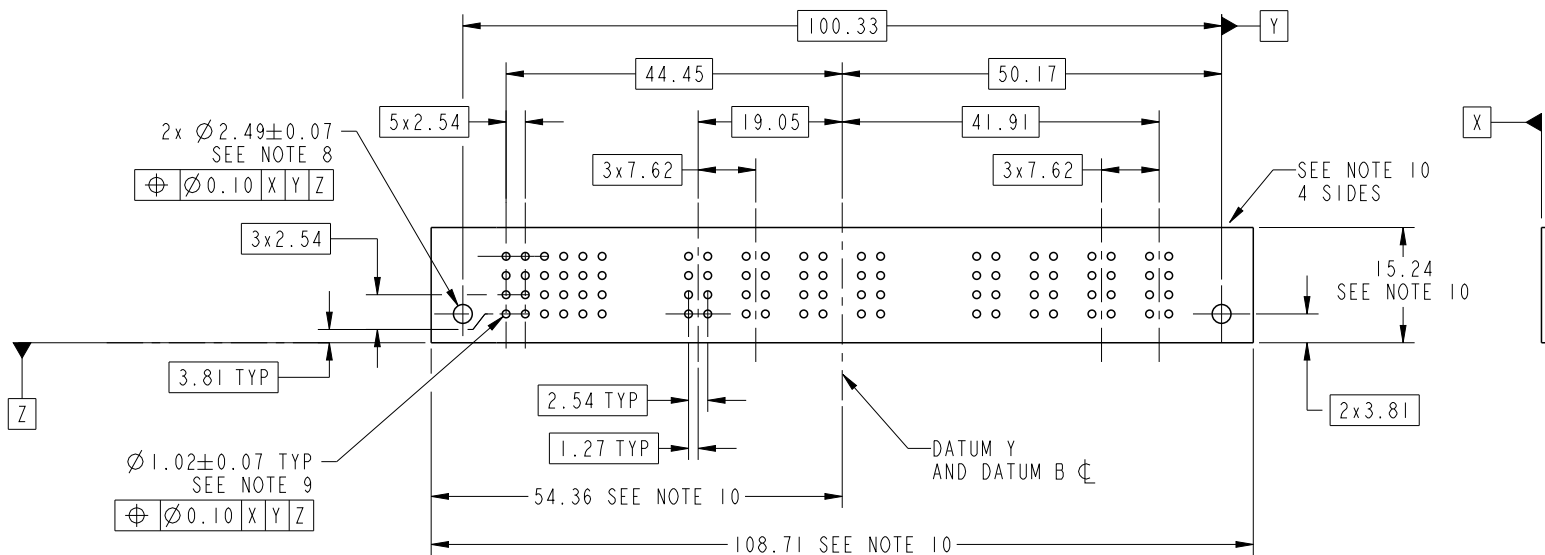 100.33
Y
44.45
50.17
5x2.54
19.05
41.91
X
2x Ø2.49±0.07
SEE NOTE 8
⌖ Ø0.10 X Y Z
3x7.62
3x7.62
SEE NOTE 10
4 SIDES
3x2.54
15.24
SEE NOTE 10
3.81 TYP
Z
2.54 TYP
2x3.81
1.27 TYP
DATUM Y
AND DATUM B ℄
Ø1.02±0.07 TYP
SEE NOTE 9
⌖ Ø0.10 X Y Z
54.36 SEE NOTE 10
108.71 SEE NOTE 10